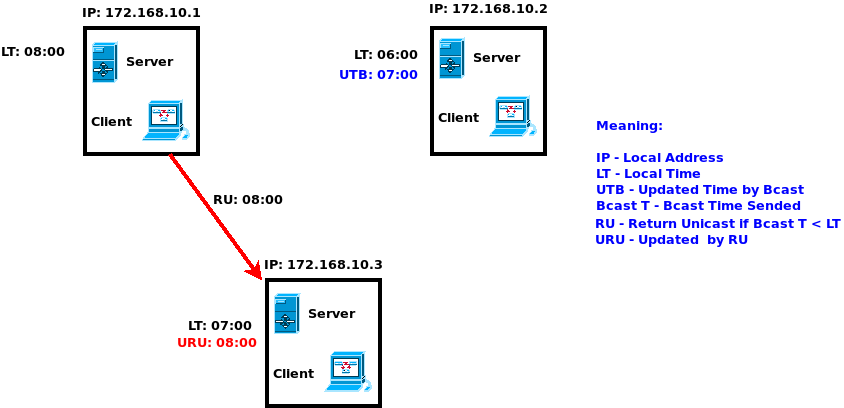 IP: 172.168.10.1
LT: 08:00
Server
Client
IP: 172.168.10.2
LT: 06:00
UTB: 07:00
Server
Client
RU: 08:00
IP: 172.168.10.3
LT: 07:00
URU: 08:00
Server
Client
Meaning:
IP - Local Address
LT - Local Time
UTB - Updated Time by Bcast
Bcast T - Bcast Time Sended
RU - Return Unicast if Bcast T < LT
URU - Updated by RU